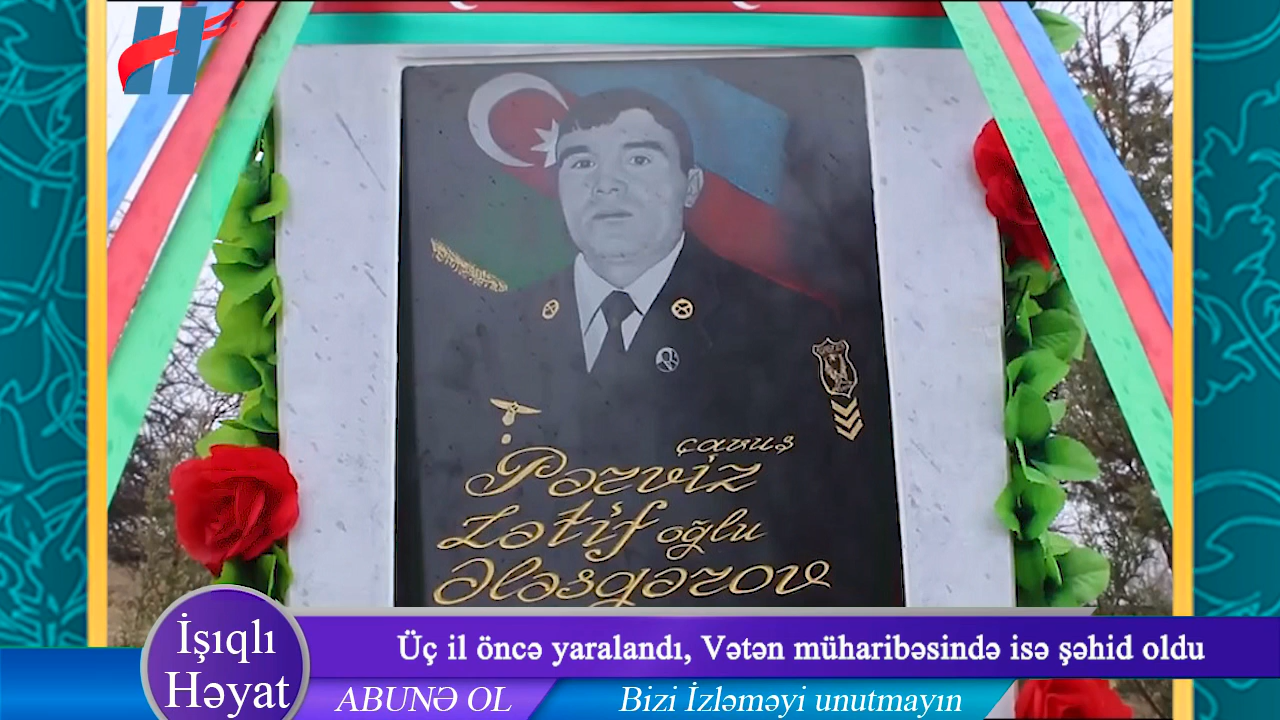 H
çavuş
Pərviz
Lətif oğlu
Ələsgərov
İşıqlı
Həyat
Üç il öncə yaralandı, Vətən müharibəsində isə şəhid oldu
ABUNƏ OL
Bizi İzləməyi unutmayın